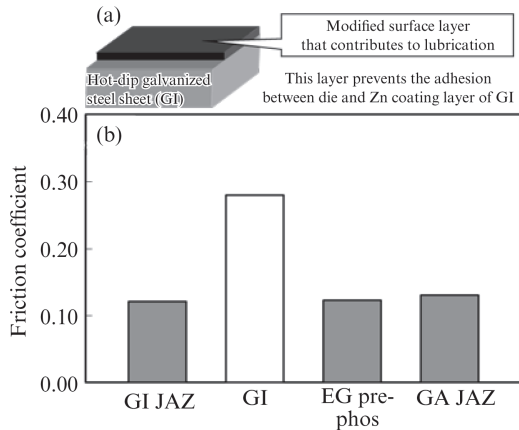 (a)
Modified surface layer
that contributes to lubrication
Hot-dip galvanized
steel sheet (GI)
This layer prevents the adhesion
between die and Zn coating layer of GI
(b)
Friction coefficient
0.40
0.30
0.20
0.10
0.00
GI JAZ
GI
EG pre-
phos
GA JAZ